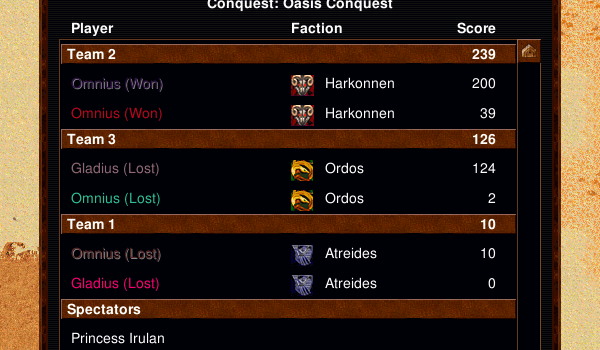 Conquest: Oasis Conquest
Player Faction Score
Team 2 239
Omnius (Won) Harkonnen 200
Omnius (Won) Harkonnen 39
Team 3 126
Gladius (Lost) Ordos 124
Omnius (Lost) Ordos 2
Team 1 10
Omnius (Lost) Atreides 10
Gladius (Lost) Atreides 0
Spectators
Princess Irulan